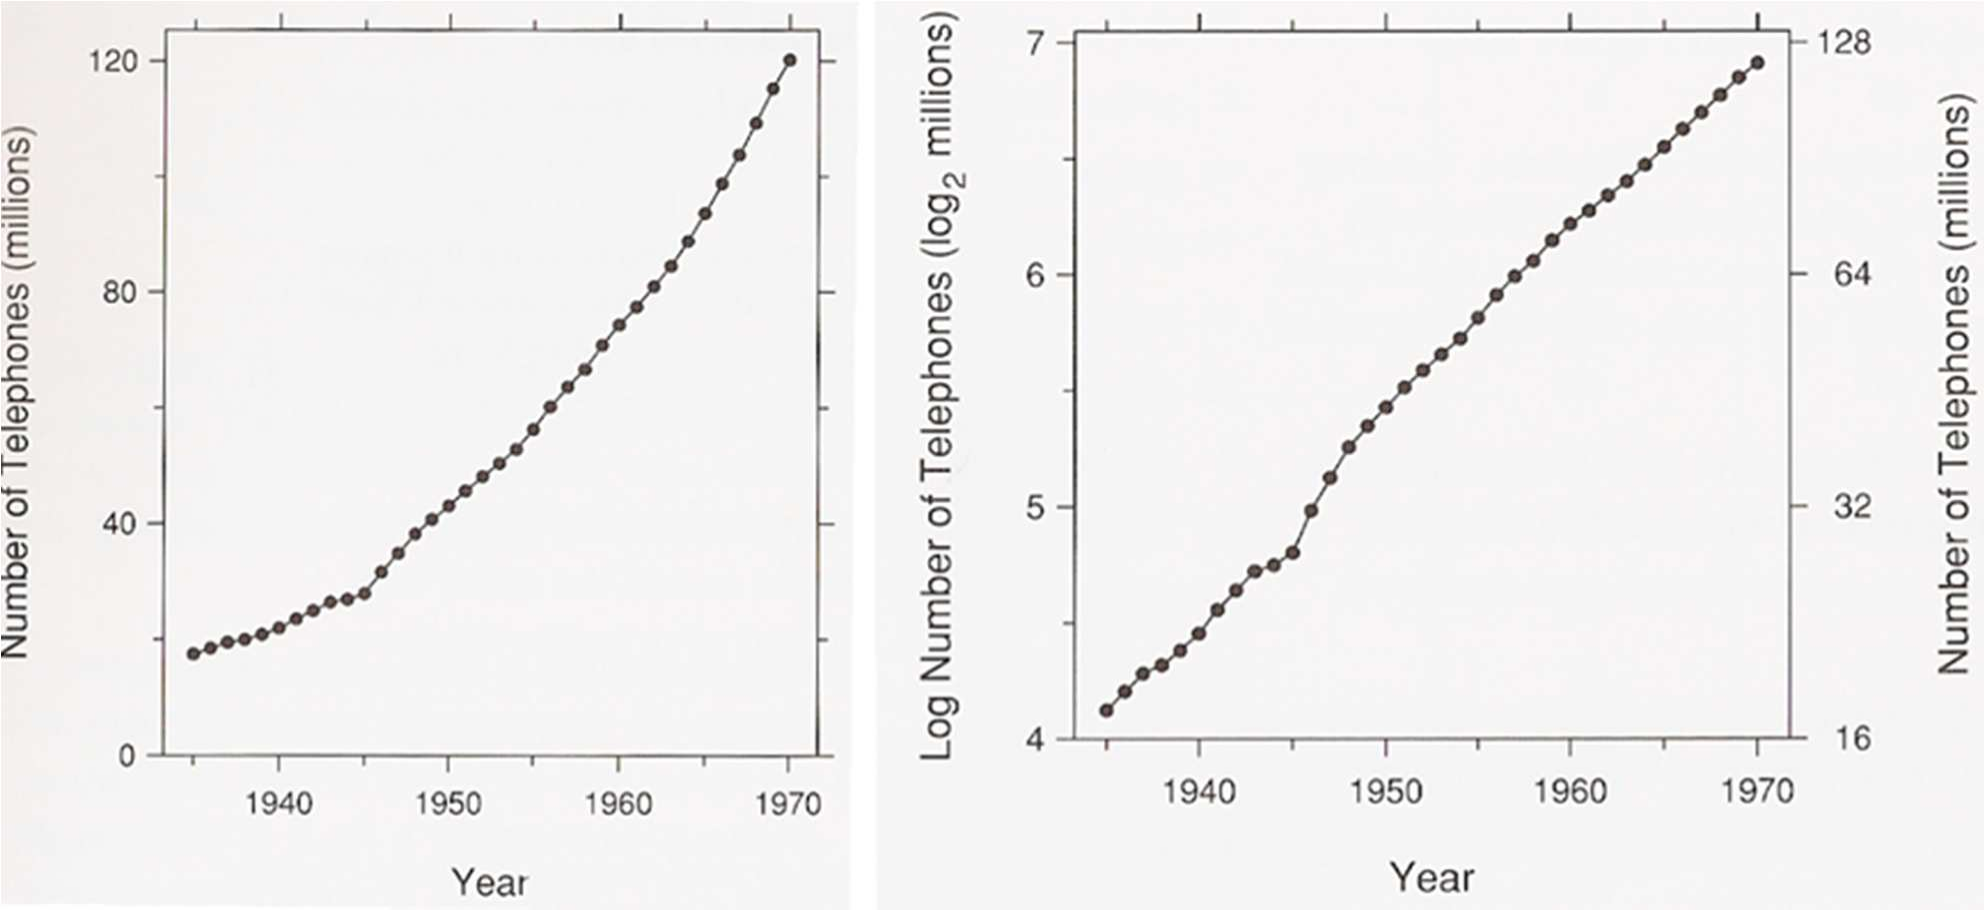 Number of Telephones (millions)
120
80
40
0
1940 1950 1960 1970
Year
Log Number of Telephones (log2 millions)
7
6
5
4
128
64
32
16
Number of Telephones (millions)
1940 1950 1960 1970
Year